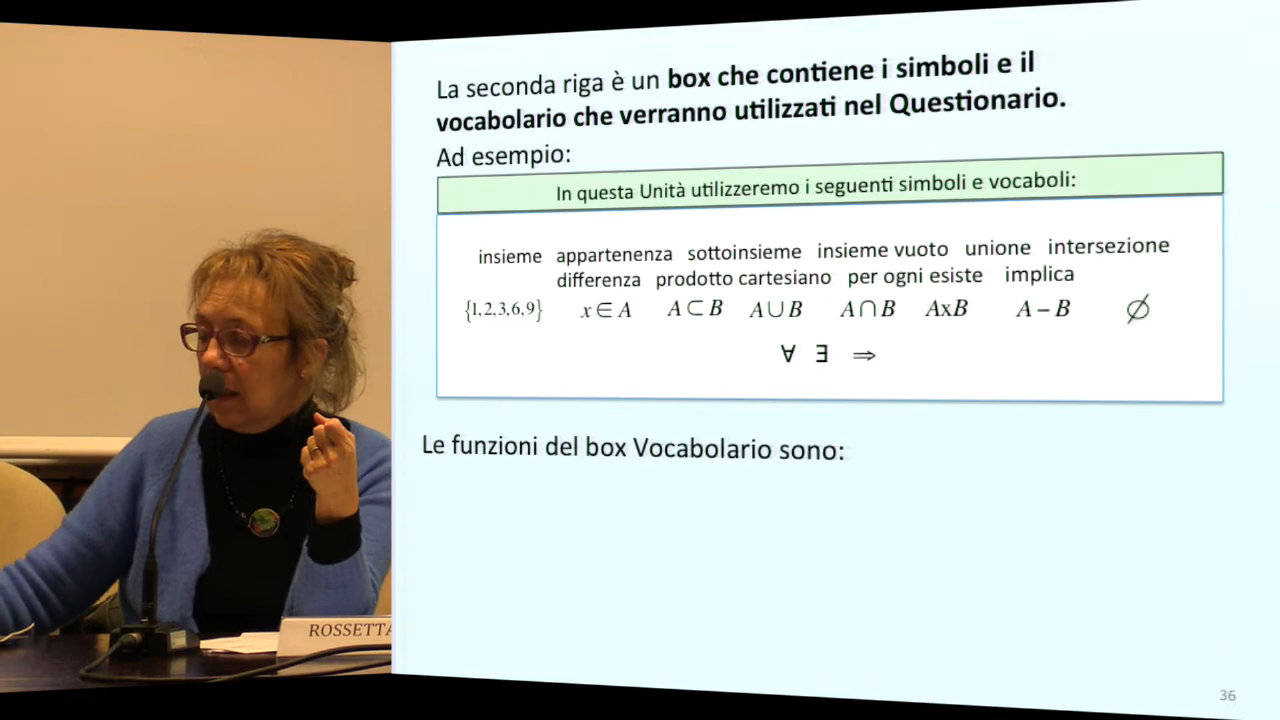 La seconda riga è un box che contiene i simboli e il
vocabolario che verranno utilizzati nel Questionario.
Ad esempio:
In questa Unità utilizzeremo i seguenti simboli e vocaboli:
insieme appartenenza sottoinsieme insieme vuoto unione intersezione
differenza prodotto cartesiano per ogni esiste implica
{1,2,3,6,9} x ∈ A A ⊂ B A ∪ B A ∩ B AxB A – B ∅
∀ ∃ ⇒
Le funzioni del box Vocabolario sono:
ROSSETTA
36